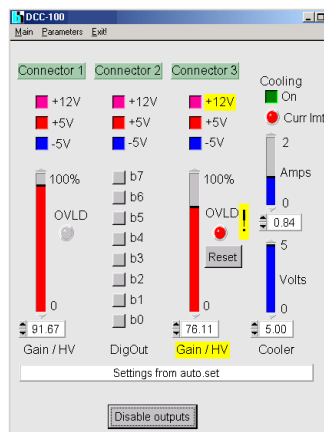 DCC-100
Main Parameters Exit!
Connector 1 Connector 2 Connector 3
Cooling
On
Curr lmt
+12V +12V +12V
+5V +5V +5V
-5V -5V -5V
2
Amps
0
0.84
100% b7 100%
b6
OVLD b5 OVLD !
b4
b3 Reset
b2
b1
0 b0 0
5
Volts
0
91.67 76.11 5.00
Gain / HV DigOut Gain / HV Cooler
Settings from auto.set
Disable outputs